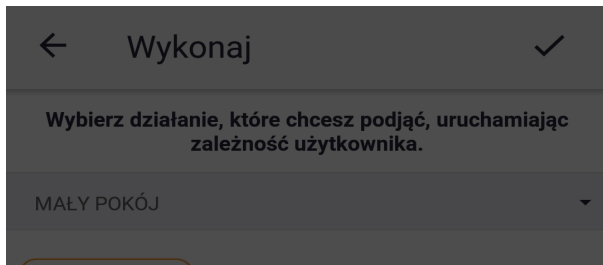 Wykonaj
Wybierz działanie, które chcesz podjąć, uruchamiając
zależność użytkownika.
MAŁY POKÓJ